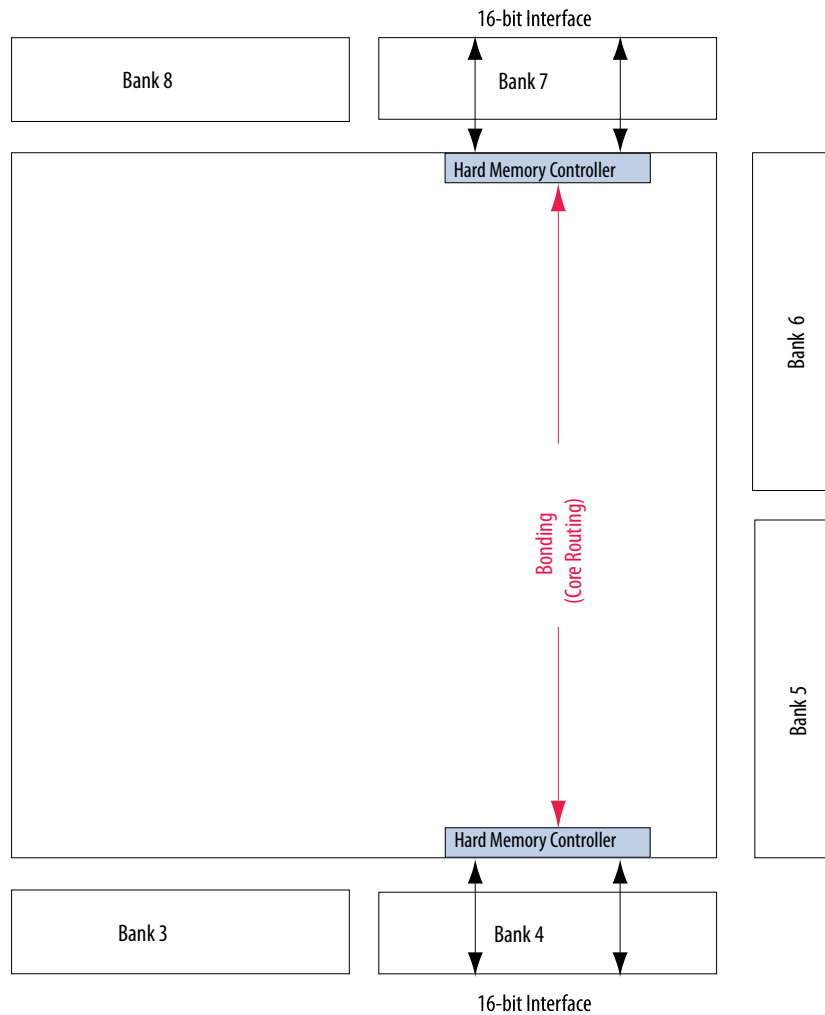 16-bit Interface
Bank 8
Bank 7
Hard Memory Controller
Bank 6
Bonding
(Core Routing)
Bank 5
Hard Memory Controller
Bank 3
Bank 4
16-bit Interface